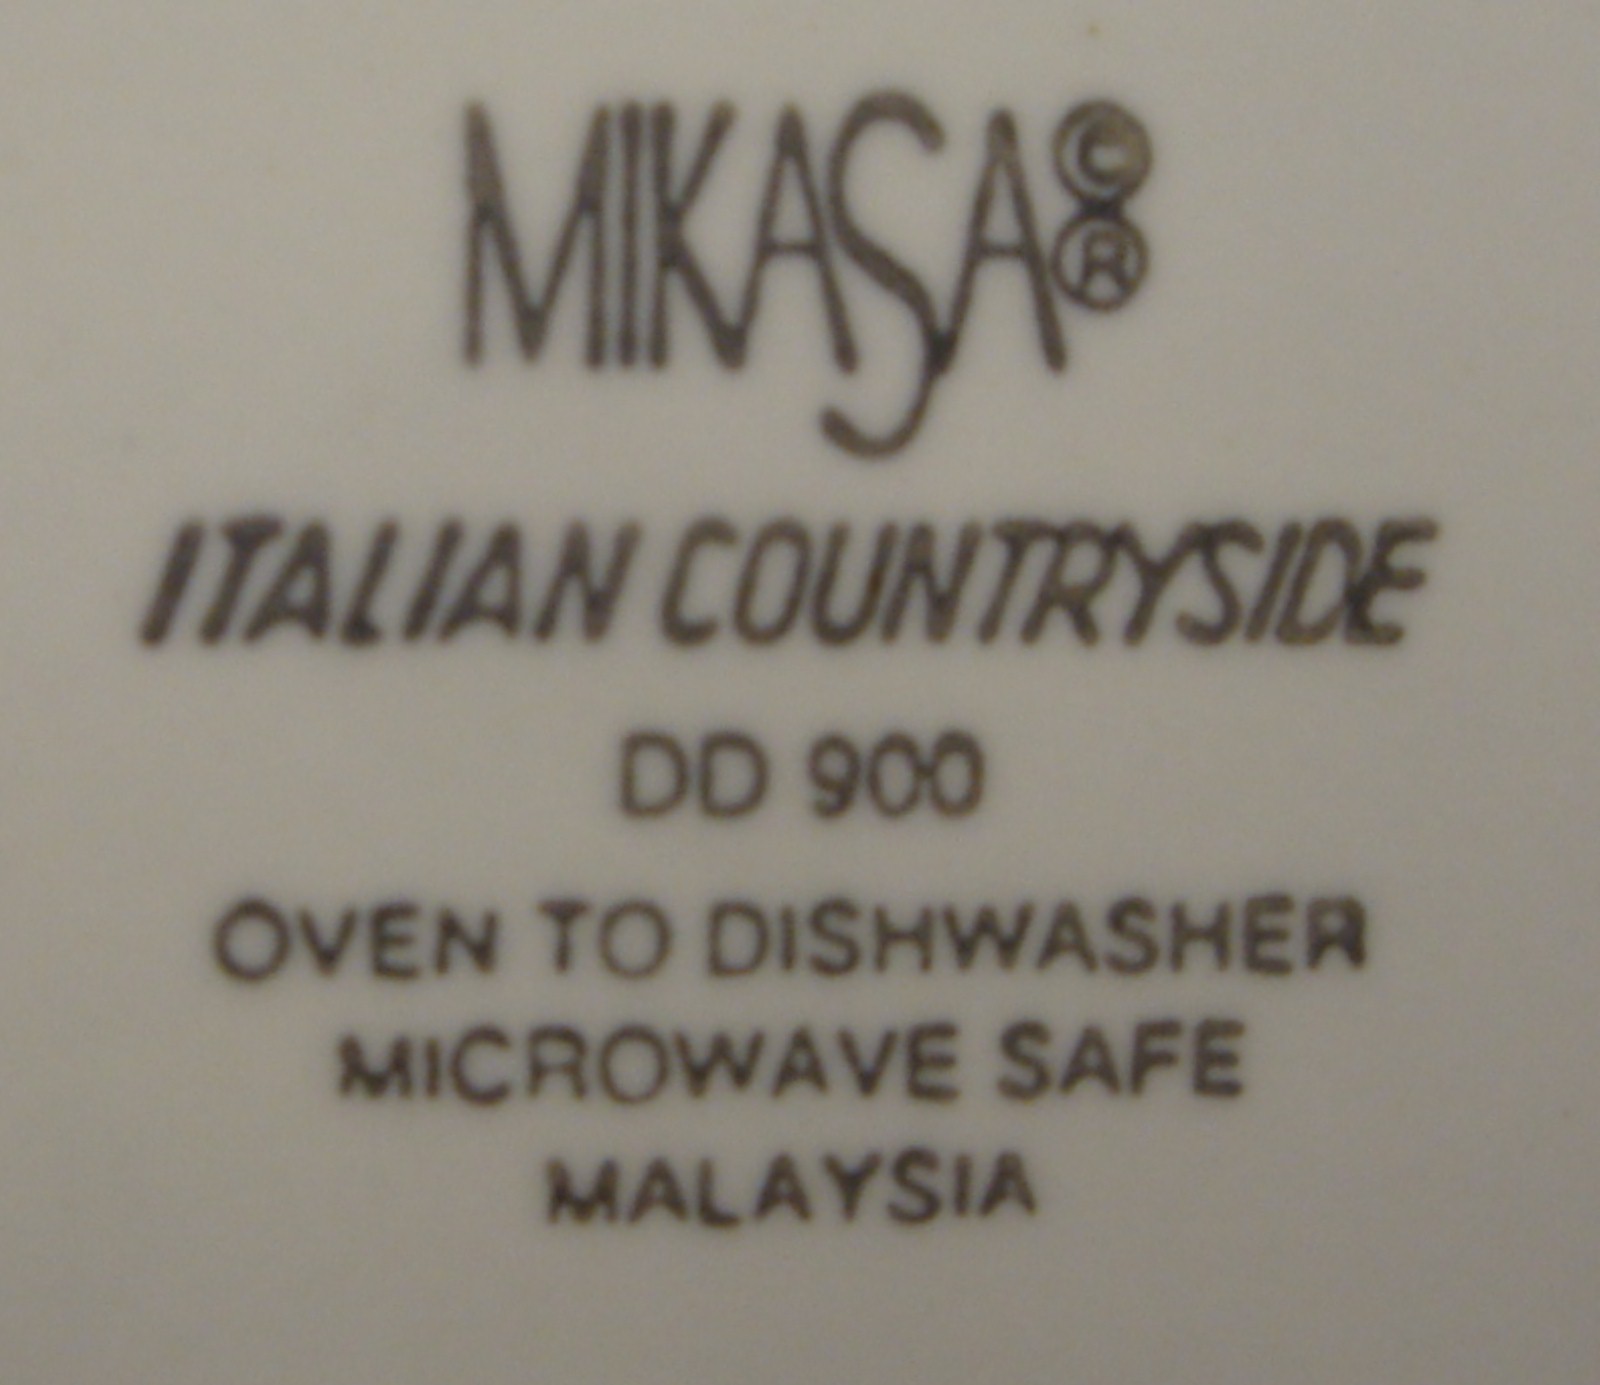 MIKASA©®
ITALIAN COUNTRYSIDE
DD 900
OVEN TO DISHWASHER
MICROWAVE SAFE
MALAYSIA